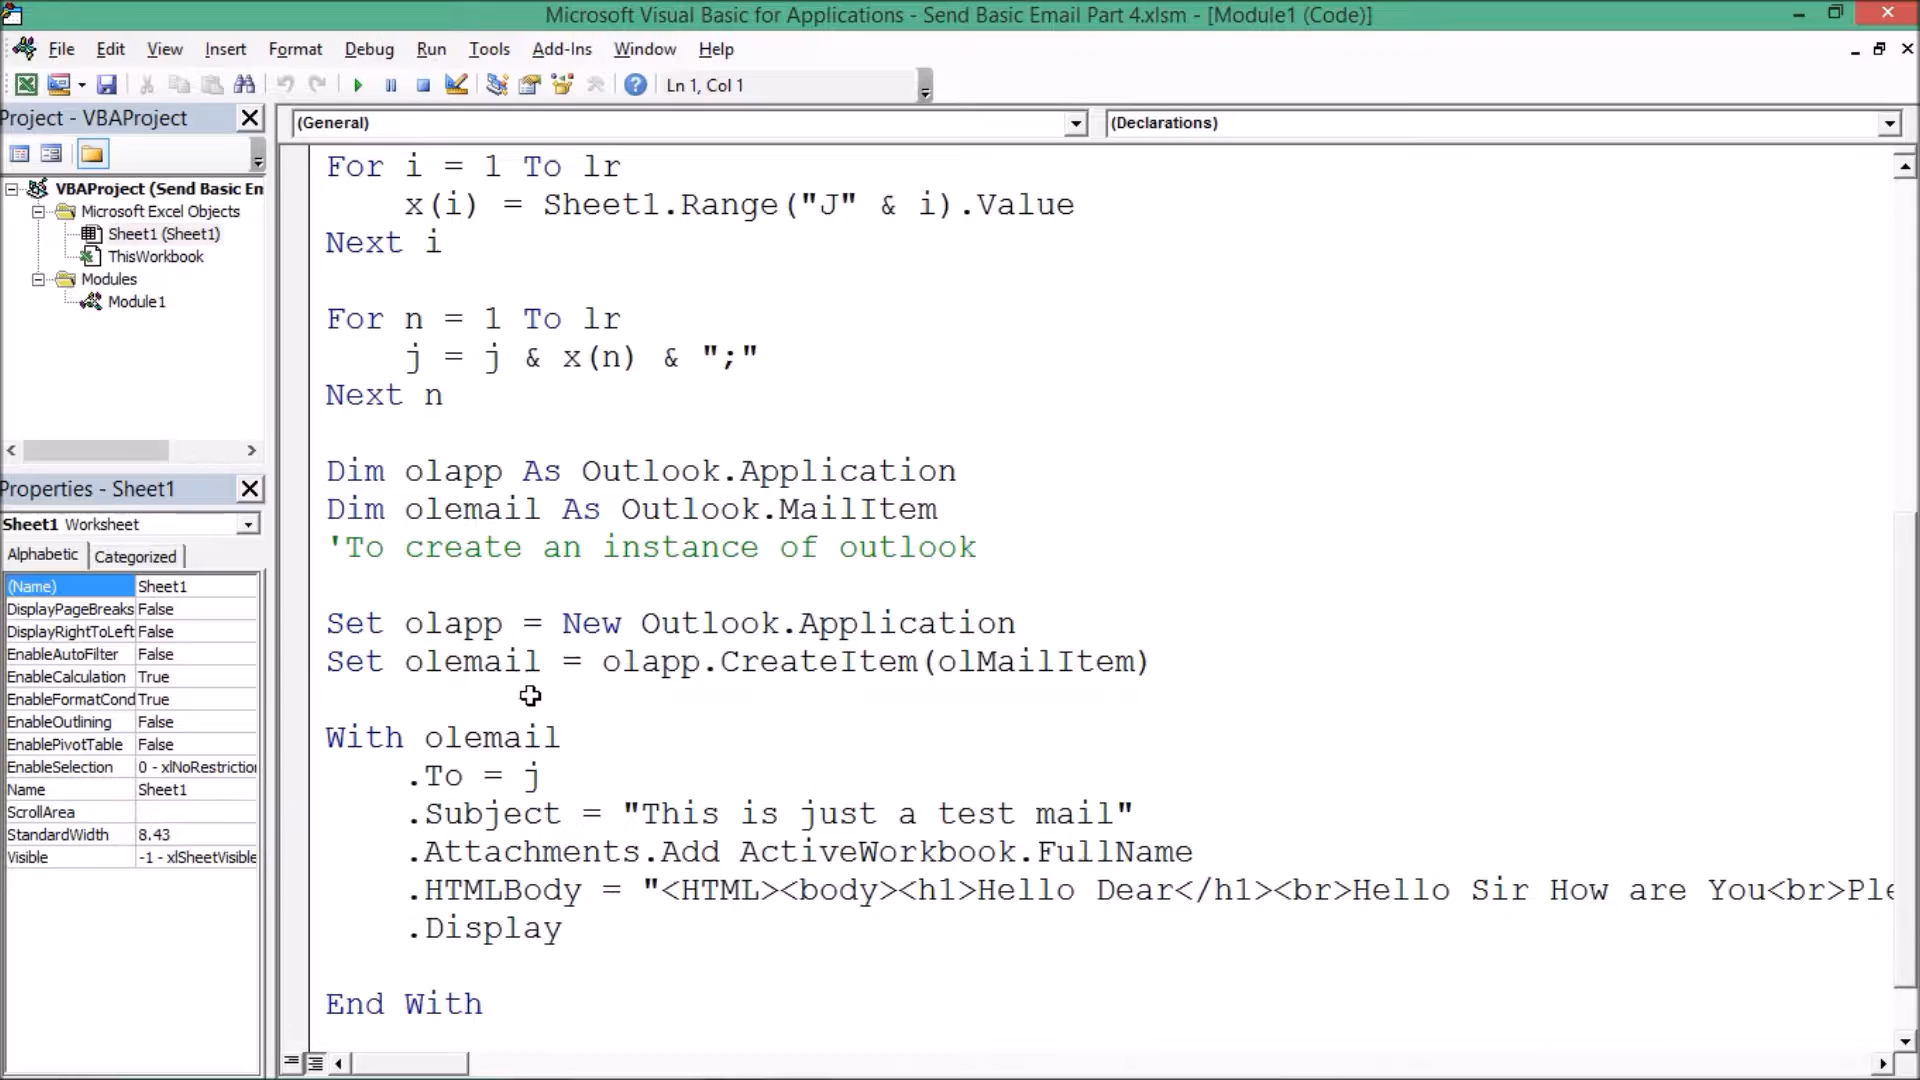 Microsoft Visual Basic for Applications - Send Basic Email Part 4.xlsm - [Module1 (Code)]
File Edit View Insert Format Debug Run Tools Add-Ins Window Help
Ln 1, Col 1
Project - VBAProject
(General)
(Declarations)
VBAProject (Send Basic En
Microsoft Excel Objects
Sheet1 (Sheet1)
ThisWorkbook
Modules
Module1
Properties - Sheet1
Sheet1 Worksheet
Alphabetic Categorized
(Name) Sheet1
DisplayPageBreaks False
DisplayRightToLeft False
EnableAutoFilter False
EnableCalculation True
EnableFormatCond True
EnableOutlining False
EnablePivotTable False
EnableSelection 0 - xlNoRestriction
Name Sheet1
ScrollArea
StandardWidth 8.43
Visible -1 - xlSheetVisible
For i = 1 To lr
x(i) = Sheet1.Range("J" & i).Value
Next i
For n = 1 To lr
j = j & x(n) & ";"
Next n
Dim olapp As Outlook.Application
Dim olemail As Outlook.MailItem
'To create an instance of outlook
Set olapp = New Outlook.Application
Set olemail = olapp.CreateItem(olMailItem)
With olemail
.To = j
.Subject = "This is just a test mail"
.Attachments.Add ActiveWorkbook.FullName
.HTMLBody = "<HTML><body><h1>Hello Dear</h1><br>Hello Sir How are You<br>Ple
.Display
End With